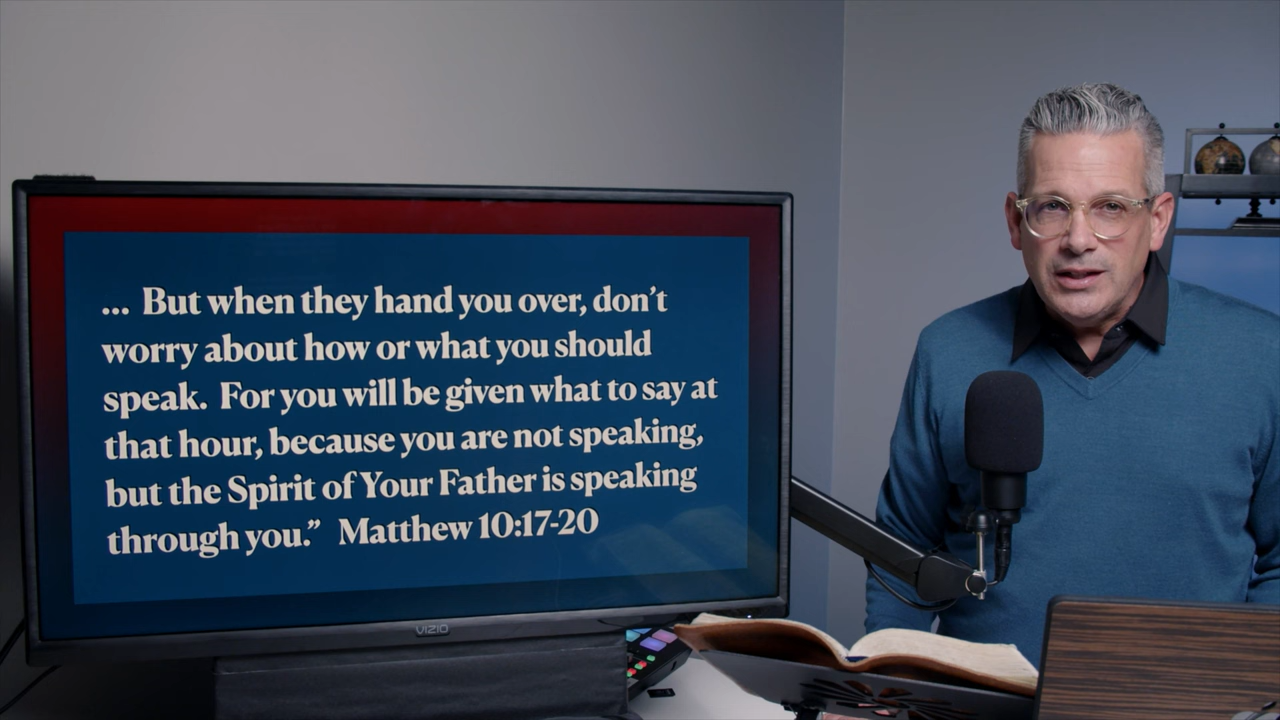 ... But when they hand you over, don’t
worry about how or what you should
speak. For you will be given what to say at
that hour, because you are not speaking,
but the Spirit of Your Father is speaking
through you.” Matthew 10:17-20
VIZIO